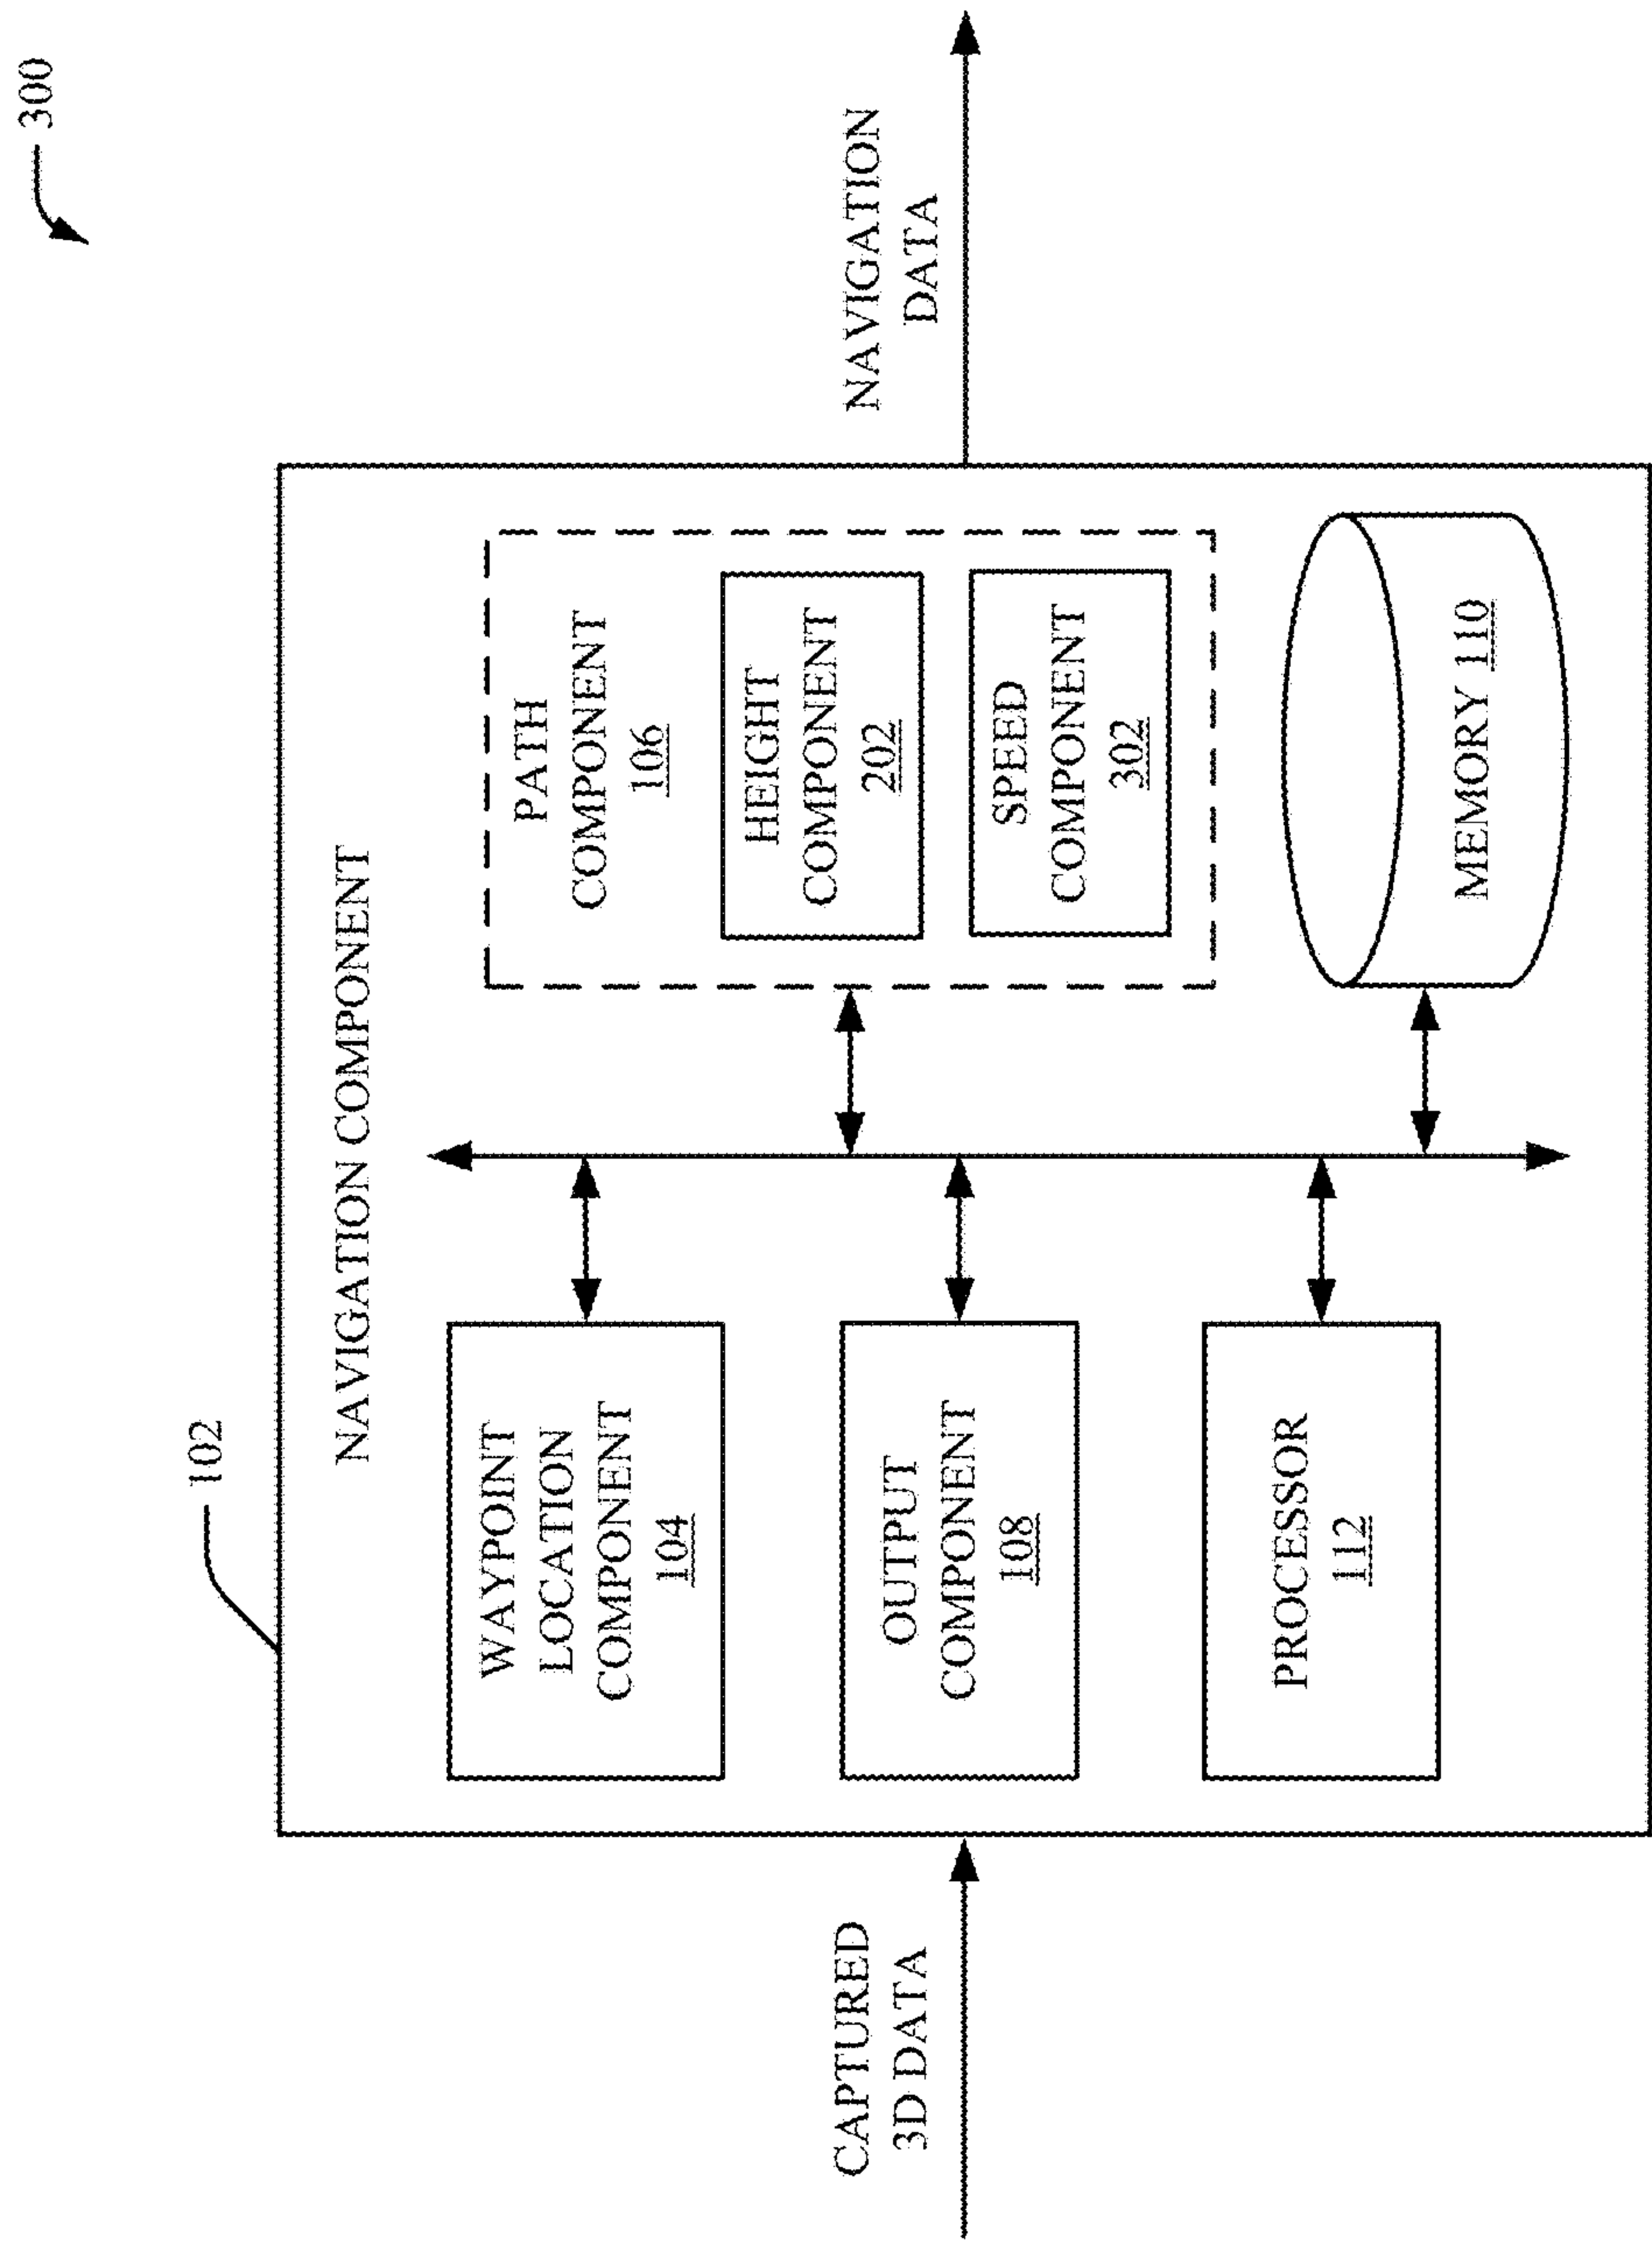 300
102
NAVIGATION COMPONENT
CAPTURED
3D DATA
WAYPOINT
LOCATION
COMPONENT
104
OUTPUT
COMPONENT
108
PROCESSOR
112
PATH
COMPONENT
106
HEIGHT
COMPONENT
202
SPEED
COMPONENT
302
MEMORY 110
NAVIGATION
DATA